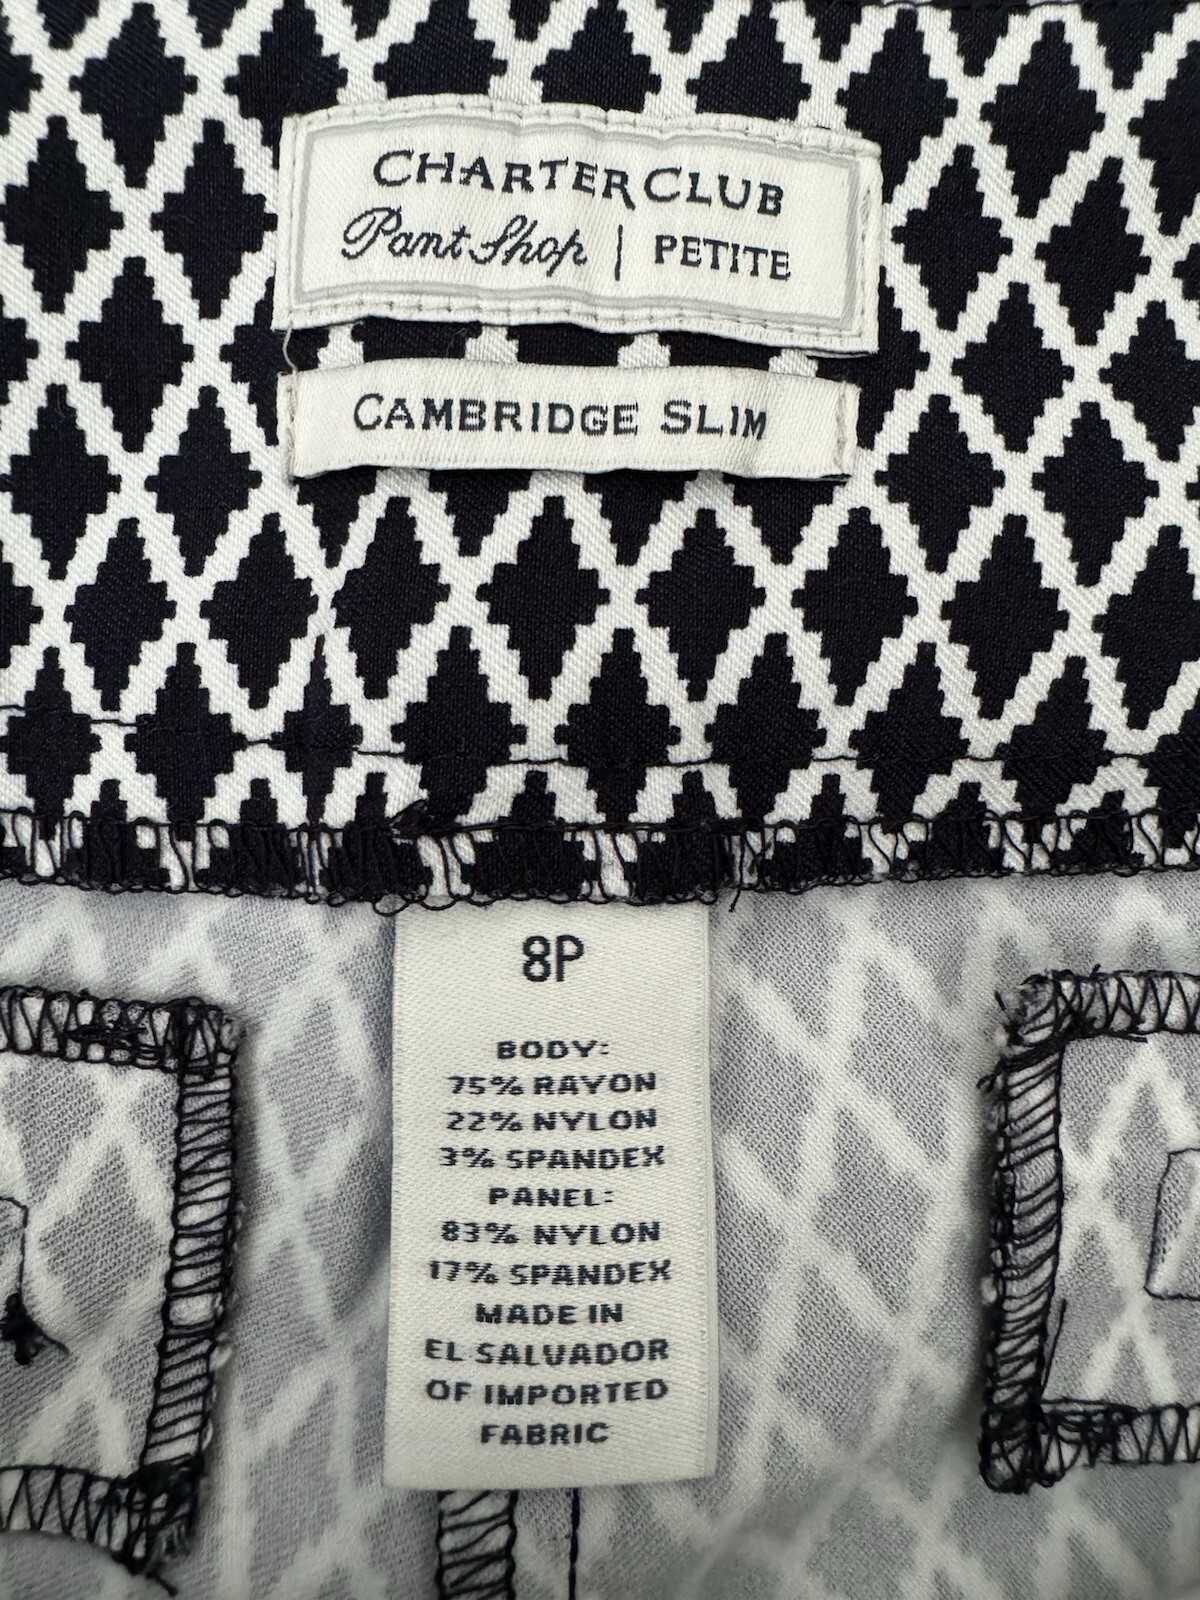 CHARTER CLUB
Pant Shop | PETITE
CAMBRIDGE SLIM
8P
BODY:
75% RAYON
22% NYLON
3% SPANDEX
PANEL:
83% NYLON
17% SPANDEX
MADE IN
EL SALVADOR
OF IMPORTED
FABRIC